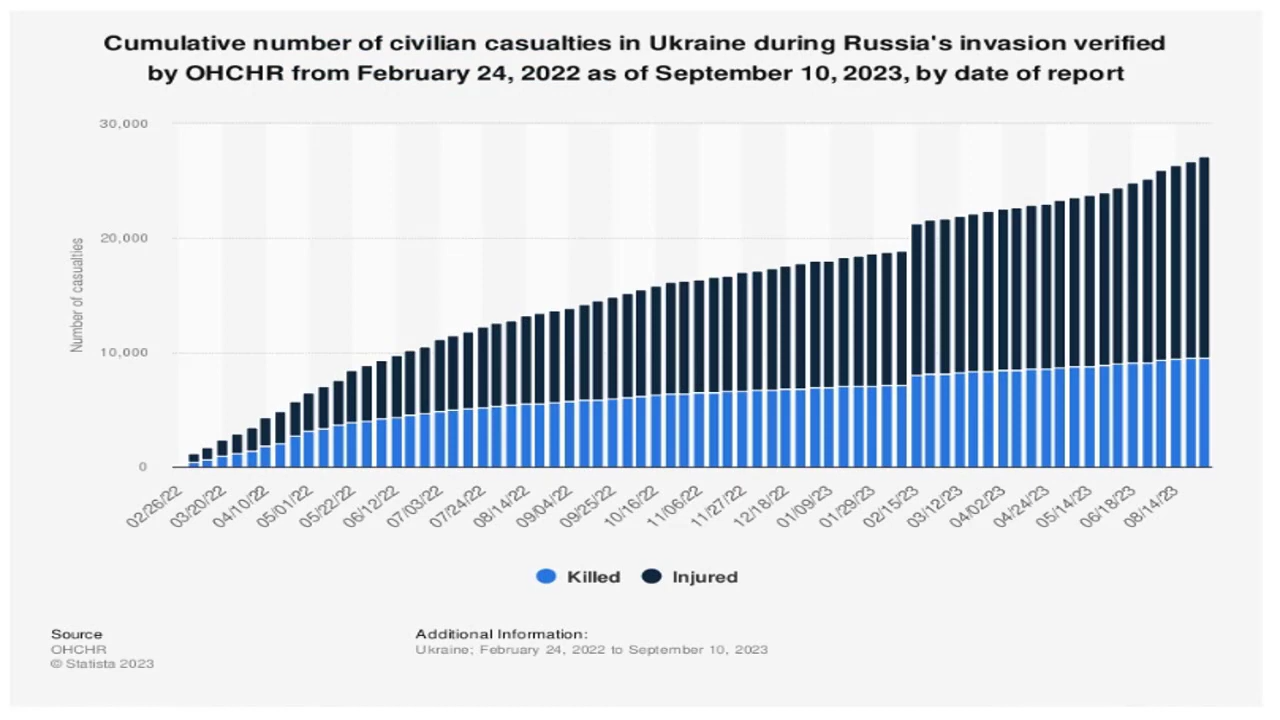 Cumulative number of civilian casualties in Ukraine during Russia's invasion verified
by OHCHR from February 24, 2022 as of September 10, 2023, by date of report
30,000
20,000
10,000
0
Number of casualties
02/26/22
03/20/22
04/10/22
05/01/22
05/22/22
06/12/22
07/03/22
07/24/22
08/14/22
09/04/22
09/25/22
10/16/22
11/06/22
11/27/22
12/18/22
01/09/23
01/29/23
02/15/23
03/12/23
04/02/23
04/24/23
05/14/23
06/18/23
08/14/23
Killed
Injured
Source
OHCHR
© Statista 2023
Additional Information:
Ukraine; February 24, 2022 to September 10, 2023